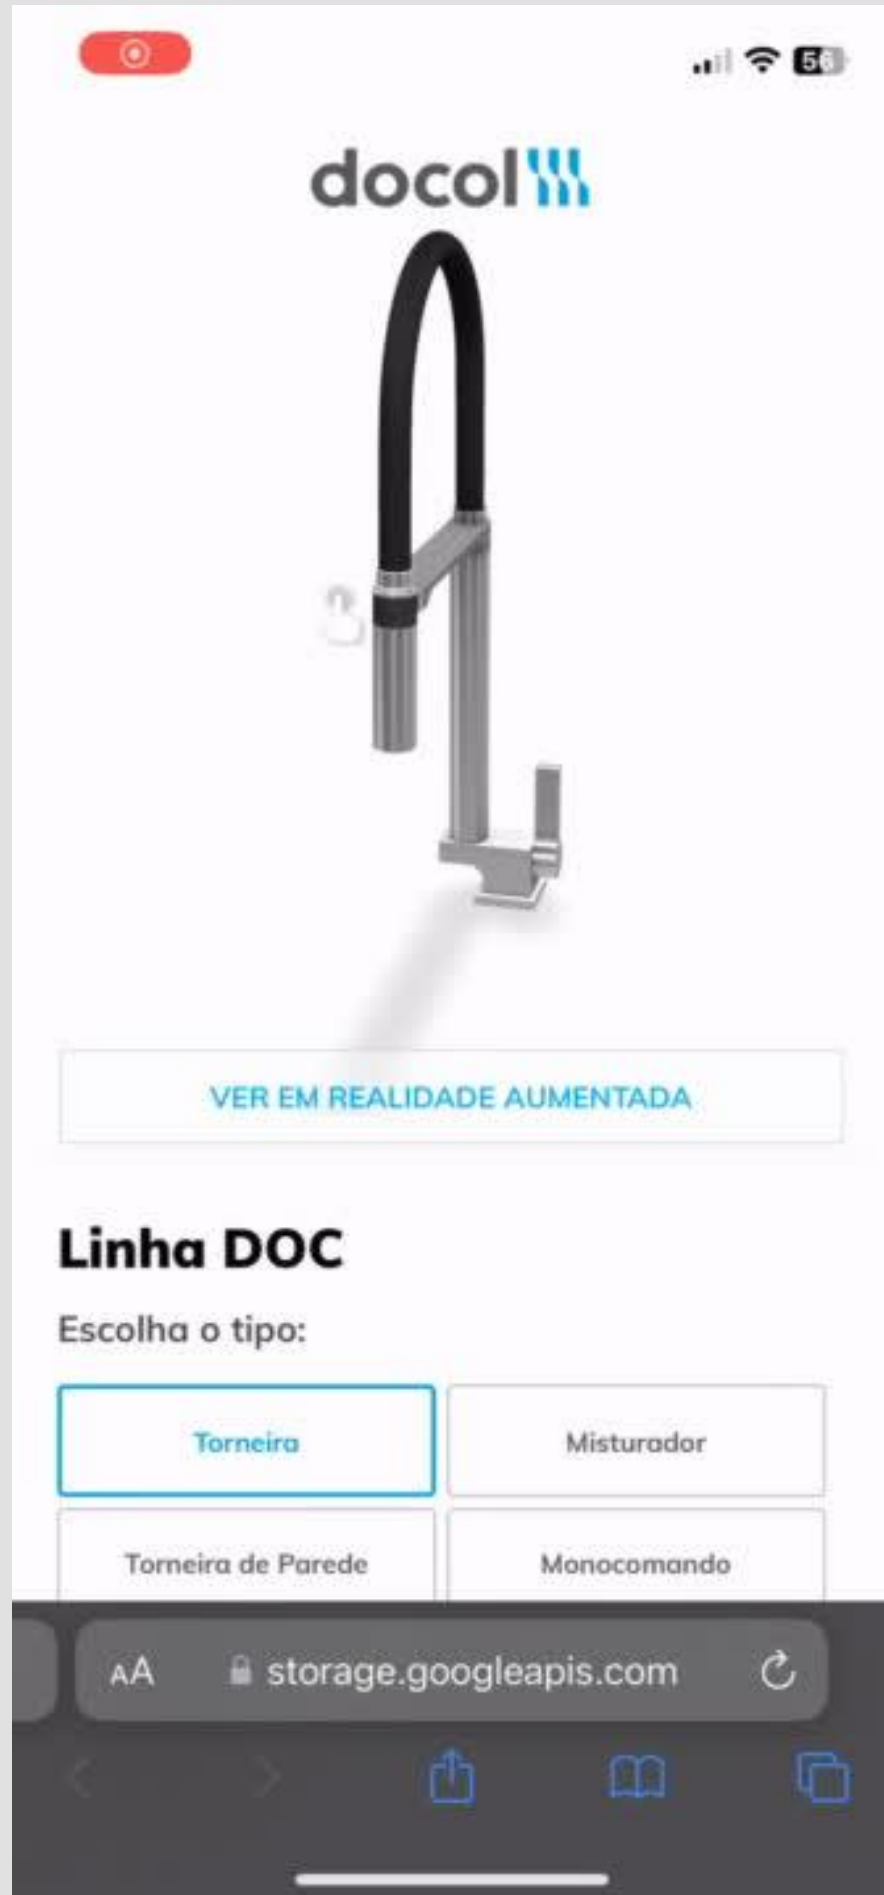 56
docol
VER EM REALIDADE AUMENTADA
Linha DOC
Escolha o tipo:
Torneira
Misturador
Torneira de Parede
Monocomando
AA
storage.googleapis.com